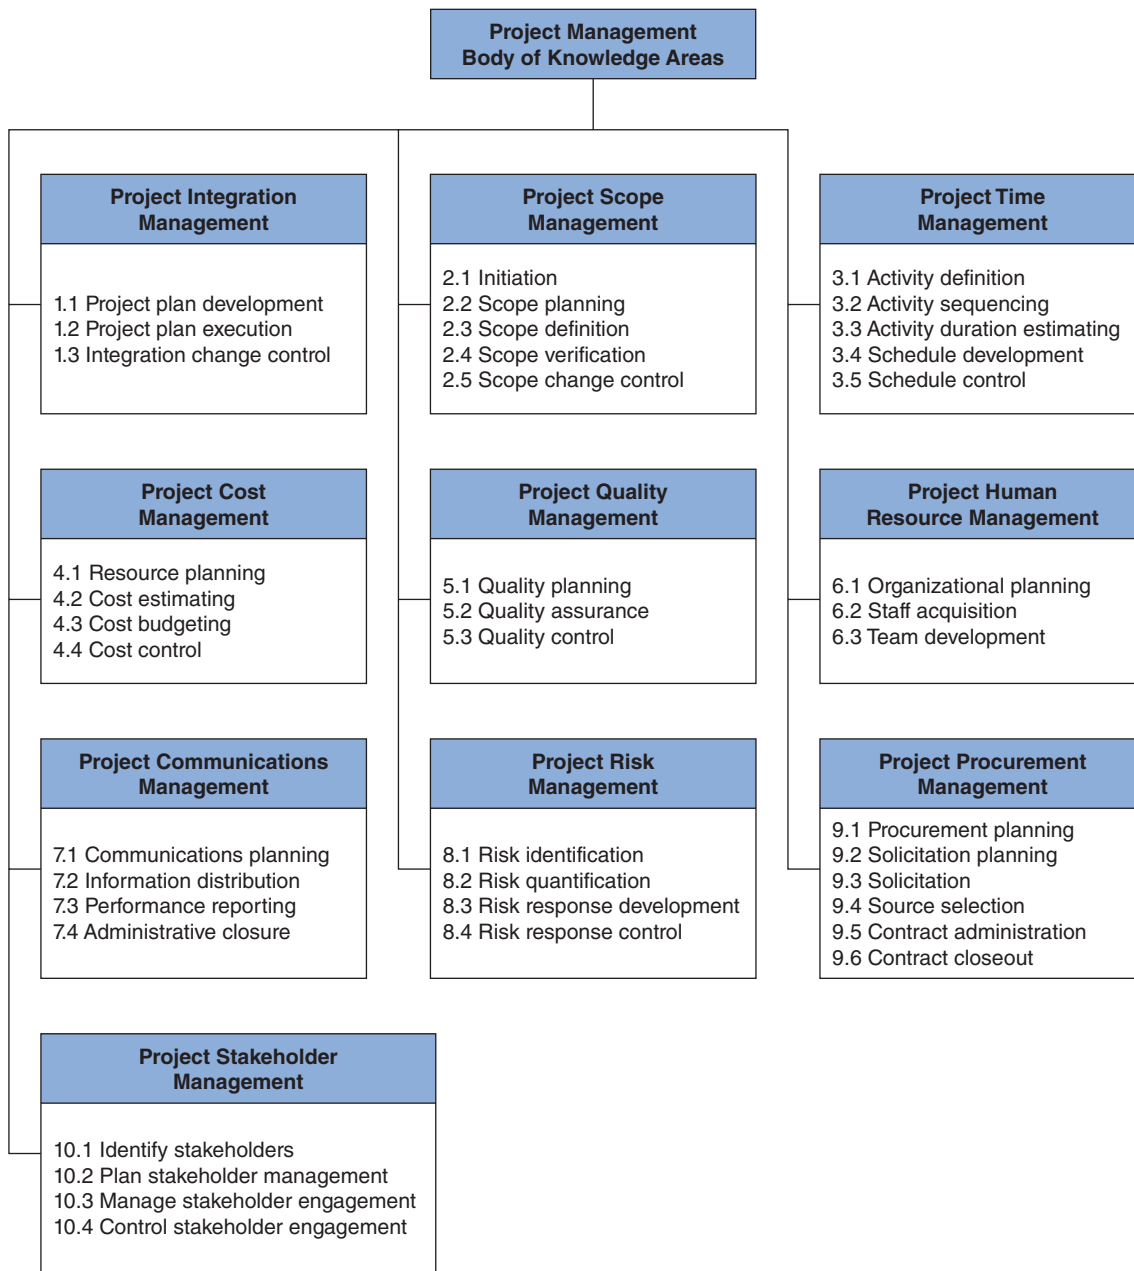 Project Management
Body of Knowledge Areas
Project Integration
Management
1.1 Project plan development
1.2 Project plan execution
1.3 Integration change control
Project Scope
Management
2.1 Initiation
2.2 Scope planning
2.3 Scope definition
2.4 Scope verification
2.5 Scope change control
Project Time
Management
3.1 Activity definition
3.2 Activity sequencing
3.3 Activity duration estimating
3.4 Schedule development
3.5 Schedule control
Project Cost
Management
4.1 Resource planning
4.2 Cost estimating
4.3 Cost budgeting
4.4 Cost control
Project Quality
Management
5.1 Quality planning
5.2 Quality assurance
5.3 Quality control
Project Human
Resource Management
6.1 Organizational planning
6.2 Staff acquisition
6.3 Team development
Project Communications
Management
7.1 Communications planning
7.2 Information distribution
7.3 Performance reporting
7.4 Administrative closure
Project Risk
Management
8.1 Risk identification
8.2 Risk quantification
8.3 Risk response development
8.4 Risk response control
Project Procurement
Management
9.1 Procurement planning
9.2 Solicitation planning
9.3 Solicitation
9.4 Source selection
9.5 Contract administration
9.6 Contract closeout
Project Stakeholder
Management
10.1 Identify stakeholders
10.2 Plan stakeholder management
10.3 Manage stakeholder engagement
10.4 Control stakeholder engagement